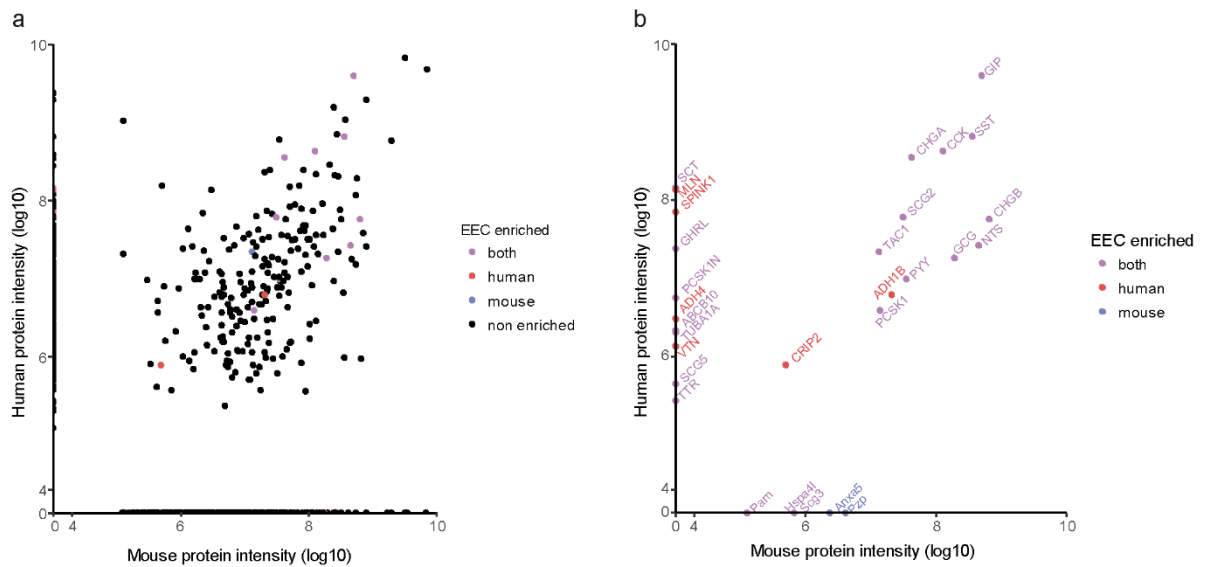 a
10
8
6
4
0
0 4 6 8 10
Human protein intensity (log10)
Mouse protein intensity (log10)
EEC enriched
both
human
mouse
non enriched
b
10
8
6
4
0
0 4 6 8 10
Human protein intensity (log10)
Mouse protein intensity (log10)
GIP
SST
CCK
CHGA
SCT
MLN
SPINK1
SCG2
CHGB
TAC1
NTS
GCG
GHRL
PYY
ADH1B
PCSK1N
PCSK1
ADH4
ABCB10
TUBA1A
VTN
CRIP2
SCG5
TTR
Pam
Hspa4l
Scg3
Anxa5
Pzp
EEC enriched
both
human
mouse